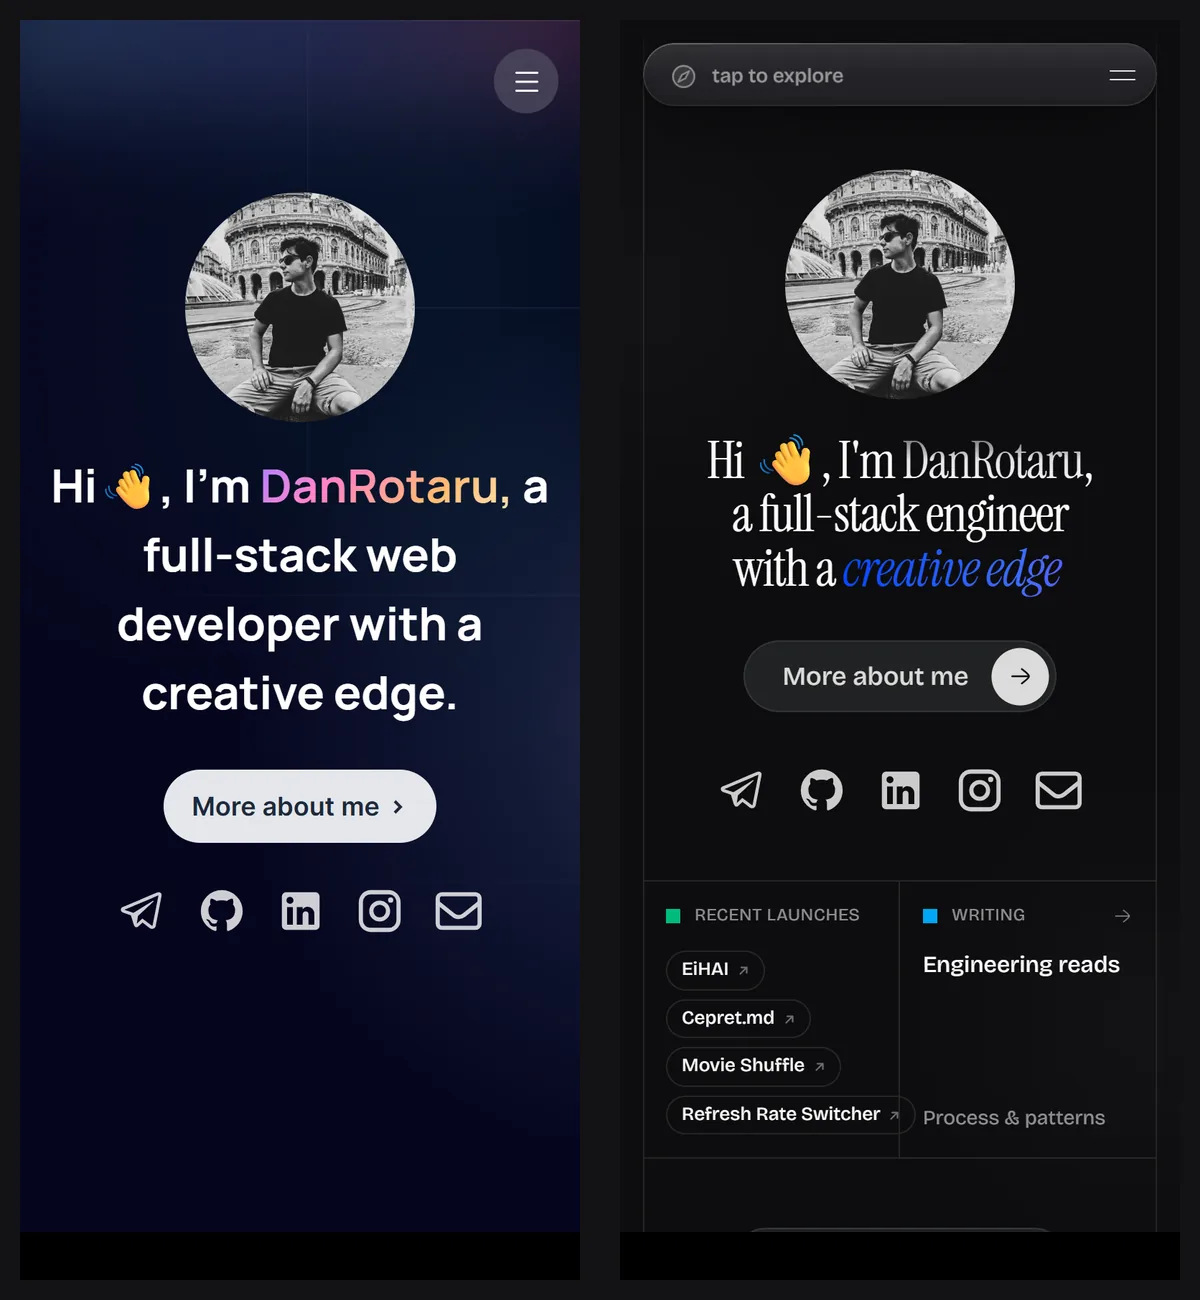 Hi 👋, I’m DanRotaru, a
full-stack web
developer with a
creative edge.
More about me
tap to explore
Hi 👋, I'm DanRotaru,
a full-stack engineer
with a creative edge
More about me
RECENT LAUNCHES
EiHAI
Cepret.md
Movie Shuffle
Refresh Rate Switcher
WRITING
Engineering reads
Process & patterns